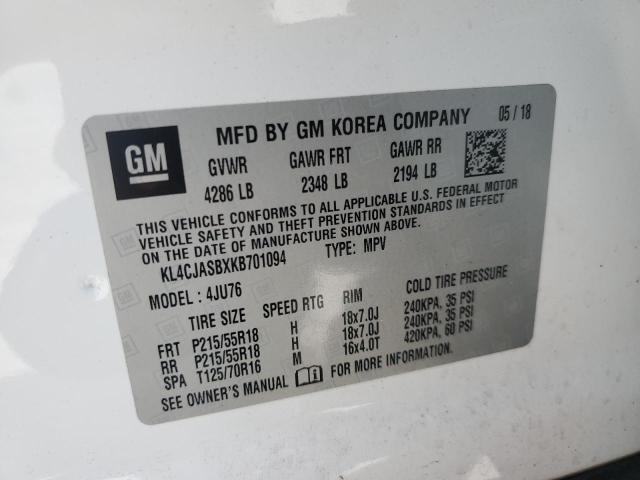 GM
MFD BY GM KOREA COMPANY 05 / 18
GVWR GAWR FRT GAWR RR
4286 LB 2348 LB 2194 LB
THIS VEHICLE CONFORMS TO ALL APPLICABLE U.S. FEDERAL MOTOR
VEHICLE SAFETY AND THEFT PREVENTION STANDARDS IN EFFECT
ON THE DATE OF MANUFACTURE SHOWN ABOVE.
KL4CJASBXKB701094 TYPE: MPV
MODEL : 4JU76
TIRE SIZE SPEED RTG RIM COLD TIRE PRESSURE
FRT P215/55R18 H 18x7.0J 240KPA, 35 PSI
RR P215/55R18 H 18x7.0J 240KPA, 35 PSI
SPA T125/70R16 M 16x4.0T 420KPA, 60 PSI
SEE OWNER'S MANUAL FOR MORE INFORMATION.